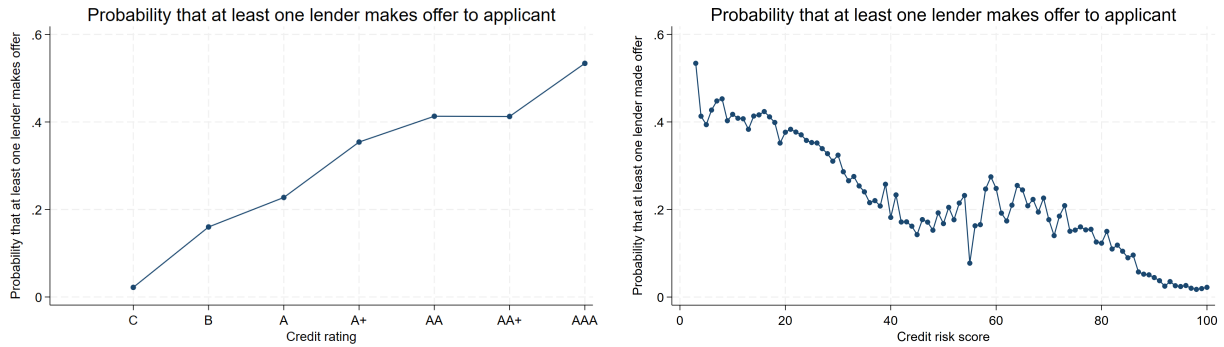 Probability that at least one lender makes offer to applicant
Probability that at least one lender makes offer
.6
.4
.2
0
C B A A+ AA AA+ AAA
Credit rating
Probability that at least one lender makes offer to applicant
Probability that at least one lender made offer
.6
.4
.2
0
0 20 40 60 80 100
Credit risk score